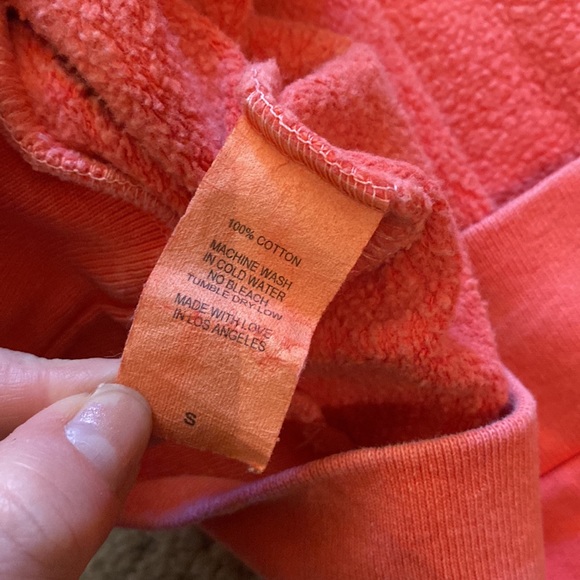 100% COTTON
MACHINE WASH
IN COLD WATER
NO BLEACH
TUMBLE DRY LOW
MADE WITH LOVE
IN LOS ANGELES
S